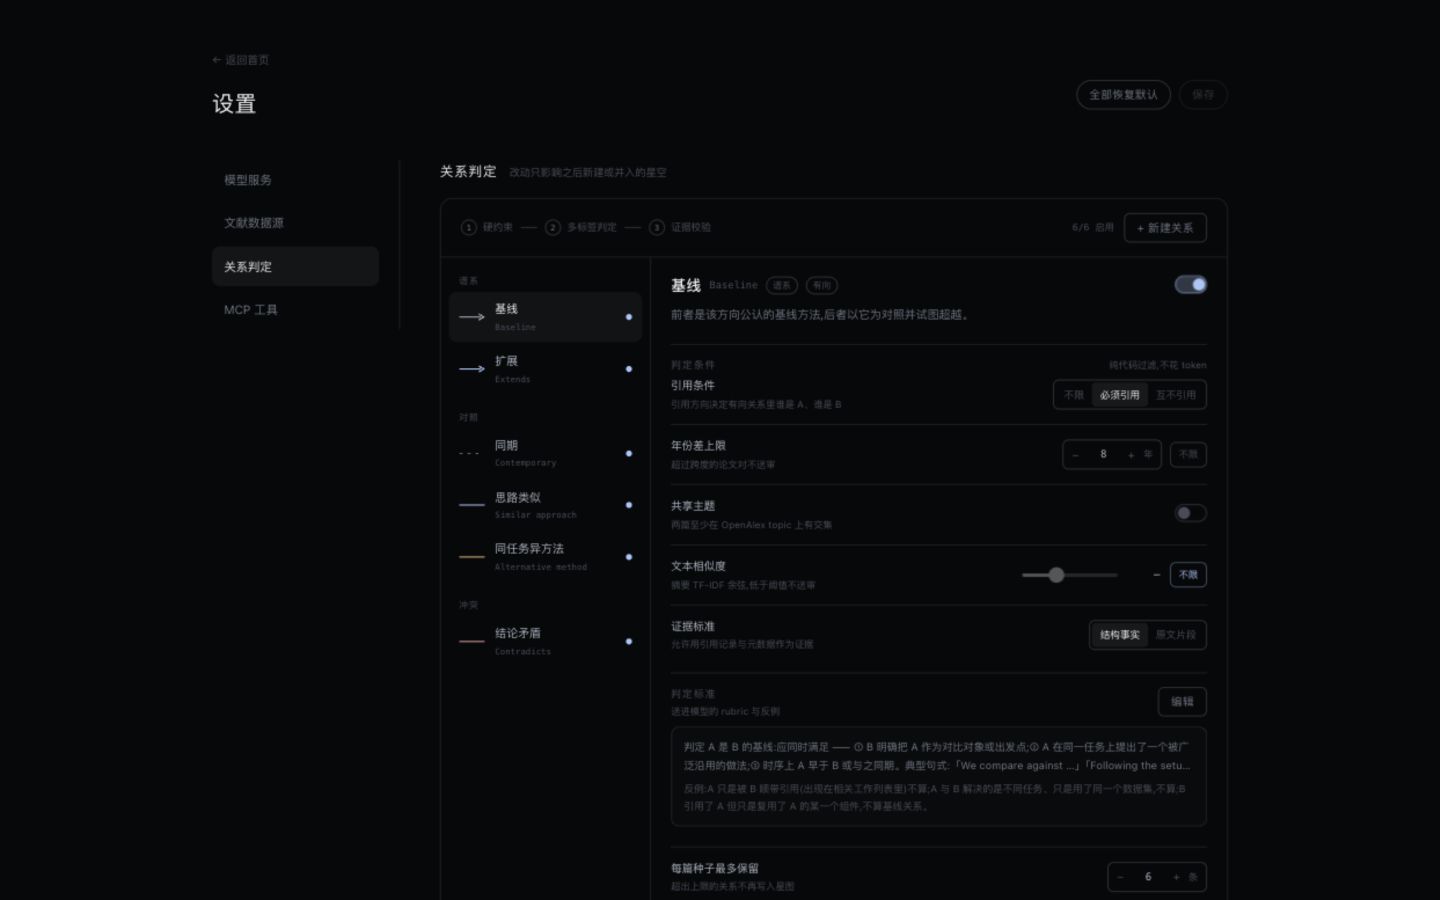 ← 返回首页
设置
全部恢复默认
保存
模型服务
文献数据源
关系判定
MCP 工具
关系判定 改动只影响之后新建或并入的星空
1 硬约束 — 2 多标签判定 — 3 证据校验
6/6 启用
+ 新建关系
谱系
基线
Baseline
扩展
Extends
对照
同期
Contemporary
思路类似
Similar approach
同任务异方法
Alternative method
冲突
结论矛盾
Contradicts
基线 Baseline 谱系 有向
前者是该方向公认的基线方法,后者以它为对照并试图超越。
判定条件
纯代码过滤,不花 token
引用条件
引用方向决定有向关系里谁是 A、谁是 B
不限 必须引用 互不引用
年份差上限
超过跨度的论文对不送审
− 8 + 年 不限
共享主题
两篇至少在 OpenAlex topic 上有交集
文本相似度
摘要 TF-IDF 余弦,低于阈值不送审
– 不限
证据标准
允许用引用记录与元数据作为证据
结构事实 原文片段
判定标准
送进模型的 rubric 与反例
编辑
判定 A 是 B 的基线:应同时满足 —— ① B 明确把 A 作为对比对象或出发点;② A 在同一任务上提出了一个被广
泛沿用的做法;③ 时序上 A 早于 B 或与之同期。典型句式:「We compare against …」「Following the setu...
反例:A 只是被 B 顺带引用(出现在相关工作列表里)不算;A 与 B 解决的是不同任务、只是用了同一个数据集,不算;B
引用了 A 但只是复用了 A 的某一个组件,不算基线关系。
每篇种子最多保留
超出上限的关系不再写入星图
− 6 + 条